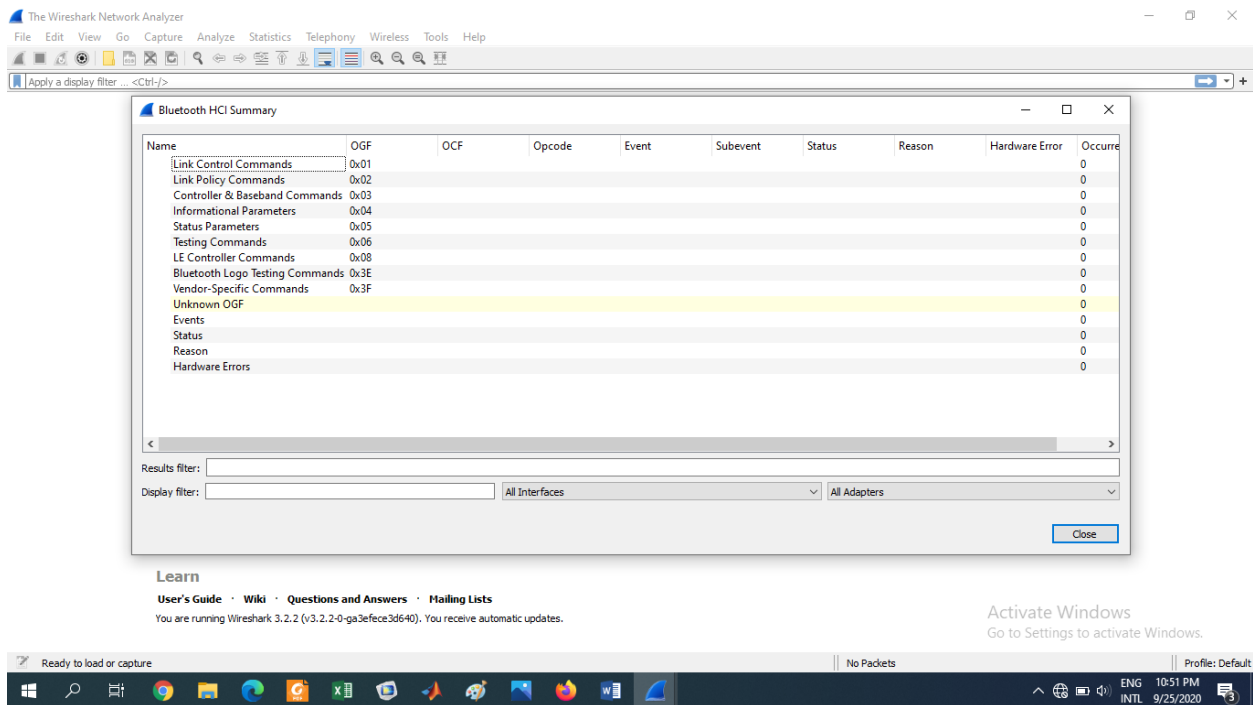 The Wireshark Network Analyzer
File Edit View Go Capture Analyze Statistics Telephony Wireless Tools Help
Apply a display filter ... <Ctrl-/>
Bluetooth HCI Summary
Name OGF OCF Opcode Event Subevent Status Reason Hardware Error Occurre
Link Control Commands 0x01 0
Link Policy Commands 0x02 0
Controller & Baseband Commands 0x03 0
Informational Parameters 0x04 0
Status Parameters 0x05 0
Testing Commands 0x06 0
LE Controller Commands 0x08 0
Bluetooth Logo Testing Commands 0x3E 0
Vendor-Specific Commands 0x3F 0
Unknown OGF 0
Events 0
Status 0
Reason 0
Hardware Errors 0
Results filter:
Display filter: All Interfaces All Adapters
Close
Learn
User's Guide · Wiki · Questions and Answers · Mailing Lists
You are running Wireshark 3.2.2 (v3.2.2-0-ga3efece3d640). You receive automatic updates.
Activate Windows
Go to Settings to activate Windows.
Ready to load or capture No Packets Profile: Default
ENG 10:51 PM
INTL 9/25/2020 3